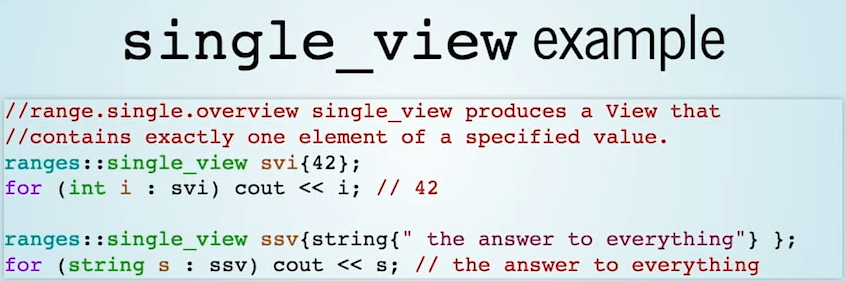 single_view example
//range.single.overview single_view produces a View that
//contains exactly one element of a specified value.
ranges::single_view svi{42};
for (int i : svi) cout << i; // 42
ranges::single_view ssv{string{" the answer to everything"} };
for (string s : ssv) cout << s; // the answer to everything